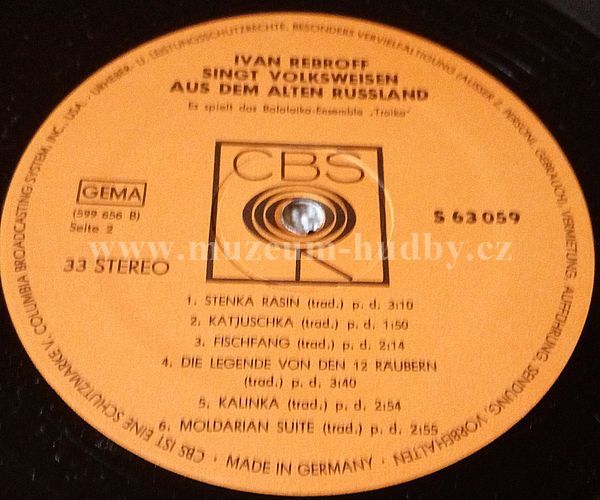 IVAN REBROFF
SINGT VOLKSWEISEN
AUS DEM ALTEN RUSSLAND
Es spielt das Balalaika-Ensemble „Troika"
CBS
GEMA
(599 656 B)
Seite 2
33 STEREO
S 63 059
www.muzeum-hudby.cz
1. STENKA RASIN (trad.) p. d. 3:10
2. KATJUSCHKA (trad.) p. d. 1:50
3. FISCHFANG (trad.) p. d. 2:14
4. DIE LEGENDE VON DEN 12 RÄUBERN
(trad.) p. d. 3:40
5. KALINKA (trad.) p. d. 2:54
6. MOLDARIAN SUITE (trad.) p. d. 2:55
CBS IST EINE SCHUTZMARKE V. COLUMBIA BROADCASTING SYSTEM, INC., USA. · URHEBER- U. LEISTUNGSSCHUTZRECHTE, BESONDERS VERVIELFÄLTIGUNG (AUSSER Z. PERSÖNL. GEBRAUCH), VERMIETUNG, AUFFÜHRUNG, SENDUNG, VORBEHALTEN · MADE IN GERMANY ·